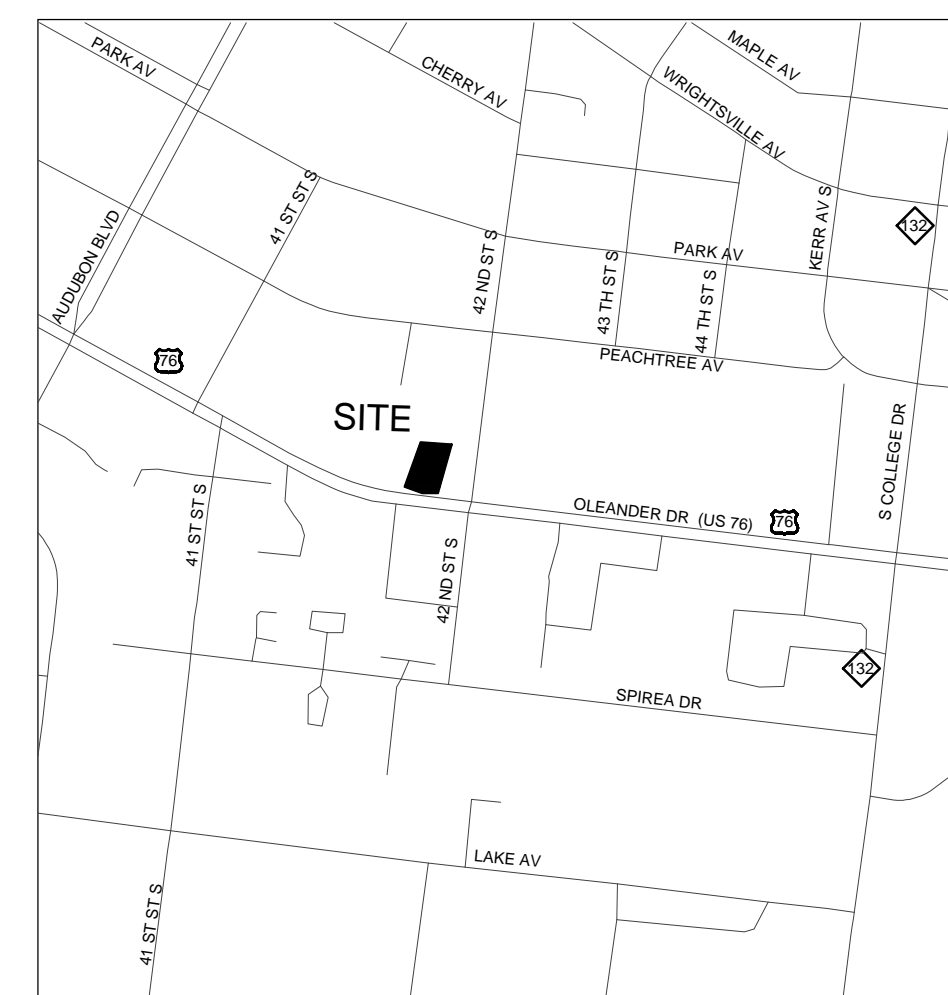 PARK AV
CHERRY AV
MAPLE AV
WRIGHTSVILLE AV
41 ST ST S
AUDUBON BLVD
42 ND ST S
43 TH ST S
44 TH ST S
KERR AV S
132
PARK AV
PEACHTREE AV
76
SITE
S COLLEGE DR
OLEANDER DR (US 76)
76
41 ST ST S
42 ND ST S
132
SPIREA DR
LAKE AV
41 ST ST S